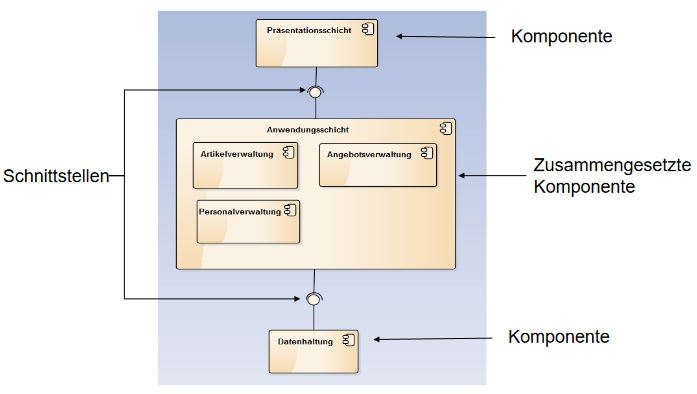 Präsentationsschicht
Komponente
Anwendungsschicht
Artikelverwaltung
Angebotsverwaltung
Schnittstellen
Zusammengesetzte
Komponente
Personalverwaltung
Datenhaltung
Komponente